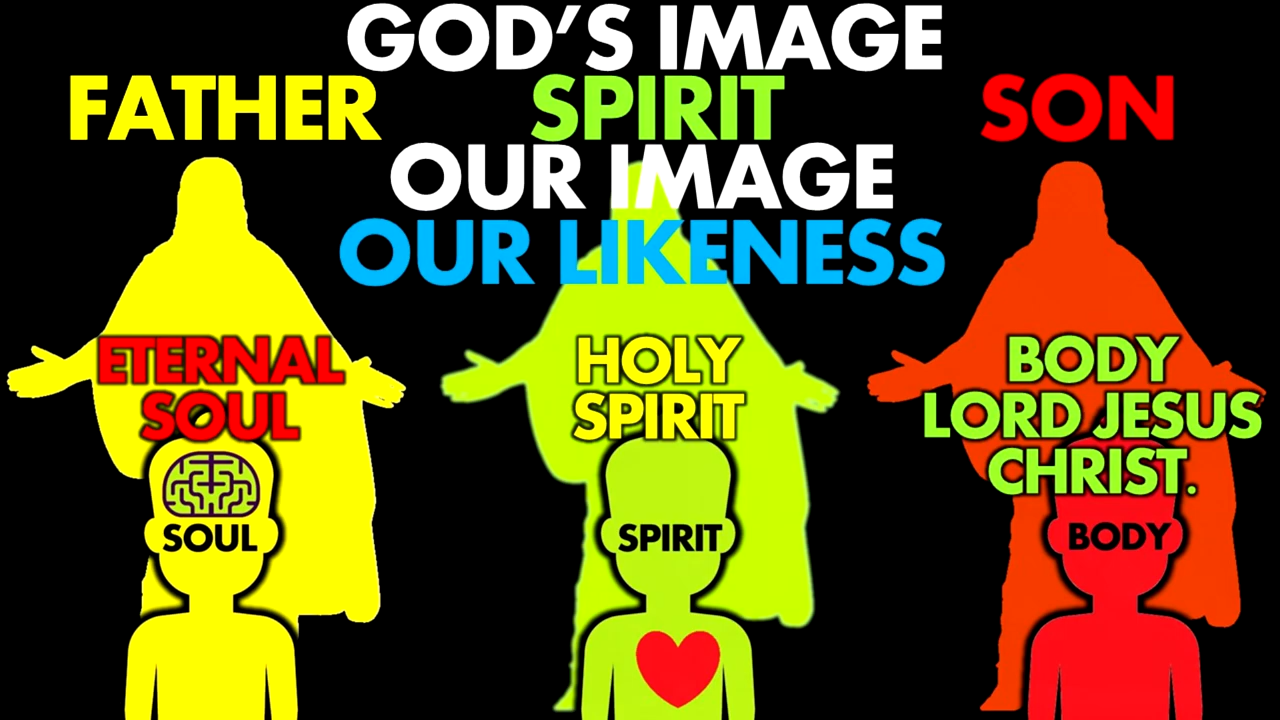 GOD'S IMAGE
FATHER SPIRIT SON
OUR IMAGE
OUR LIKENESS
ETERNAL
SOUL
SOUL
HOLY
SPIRIT
SPIRIT
BODY
LORD JESUS
CHRIST.
BODY